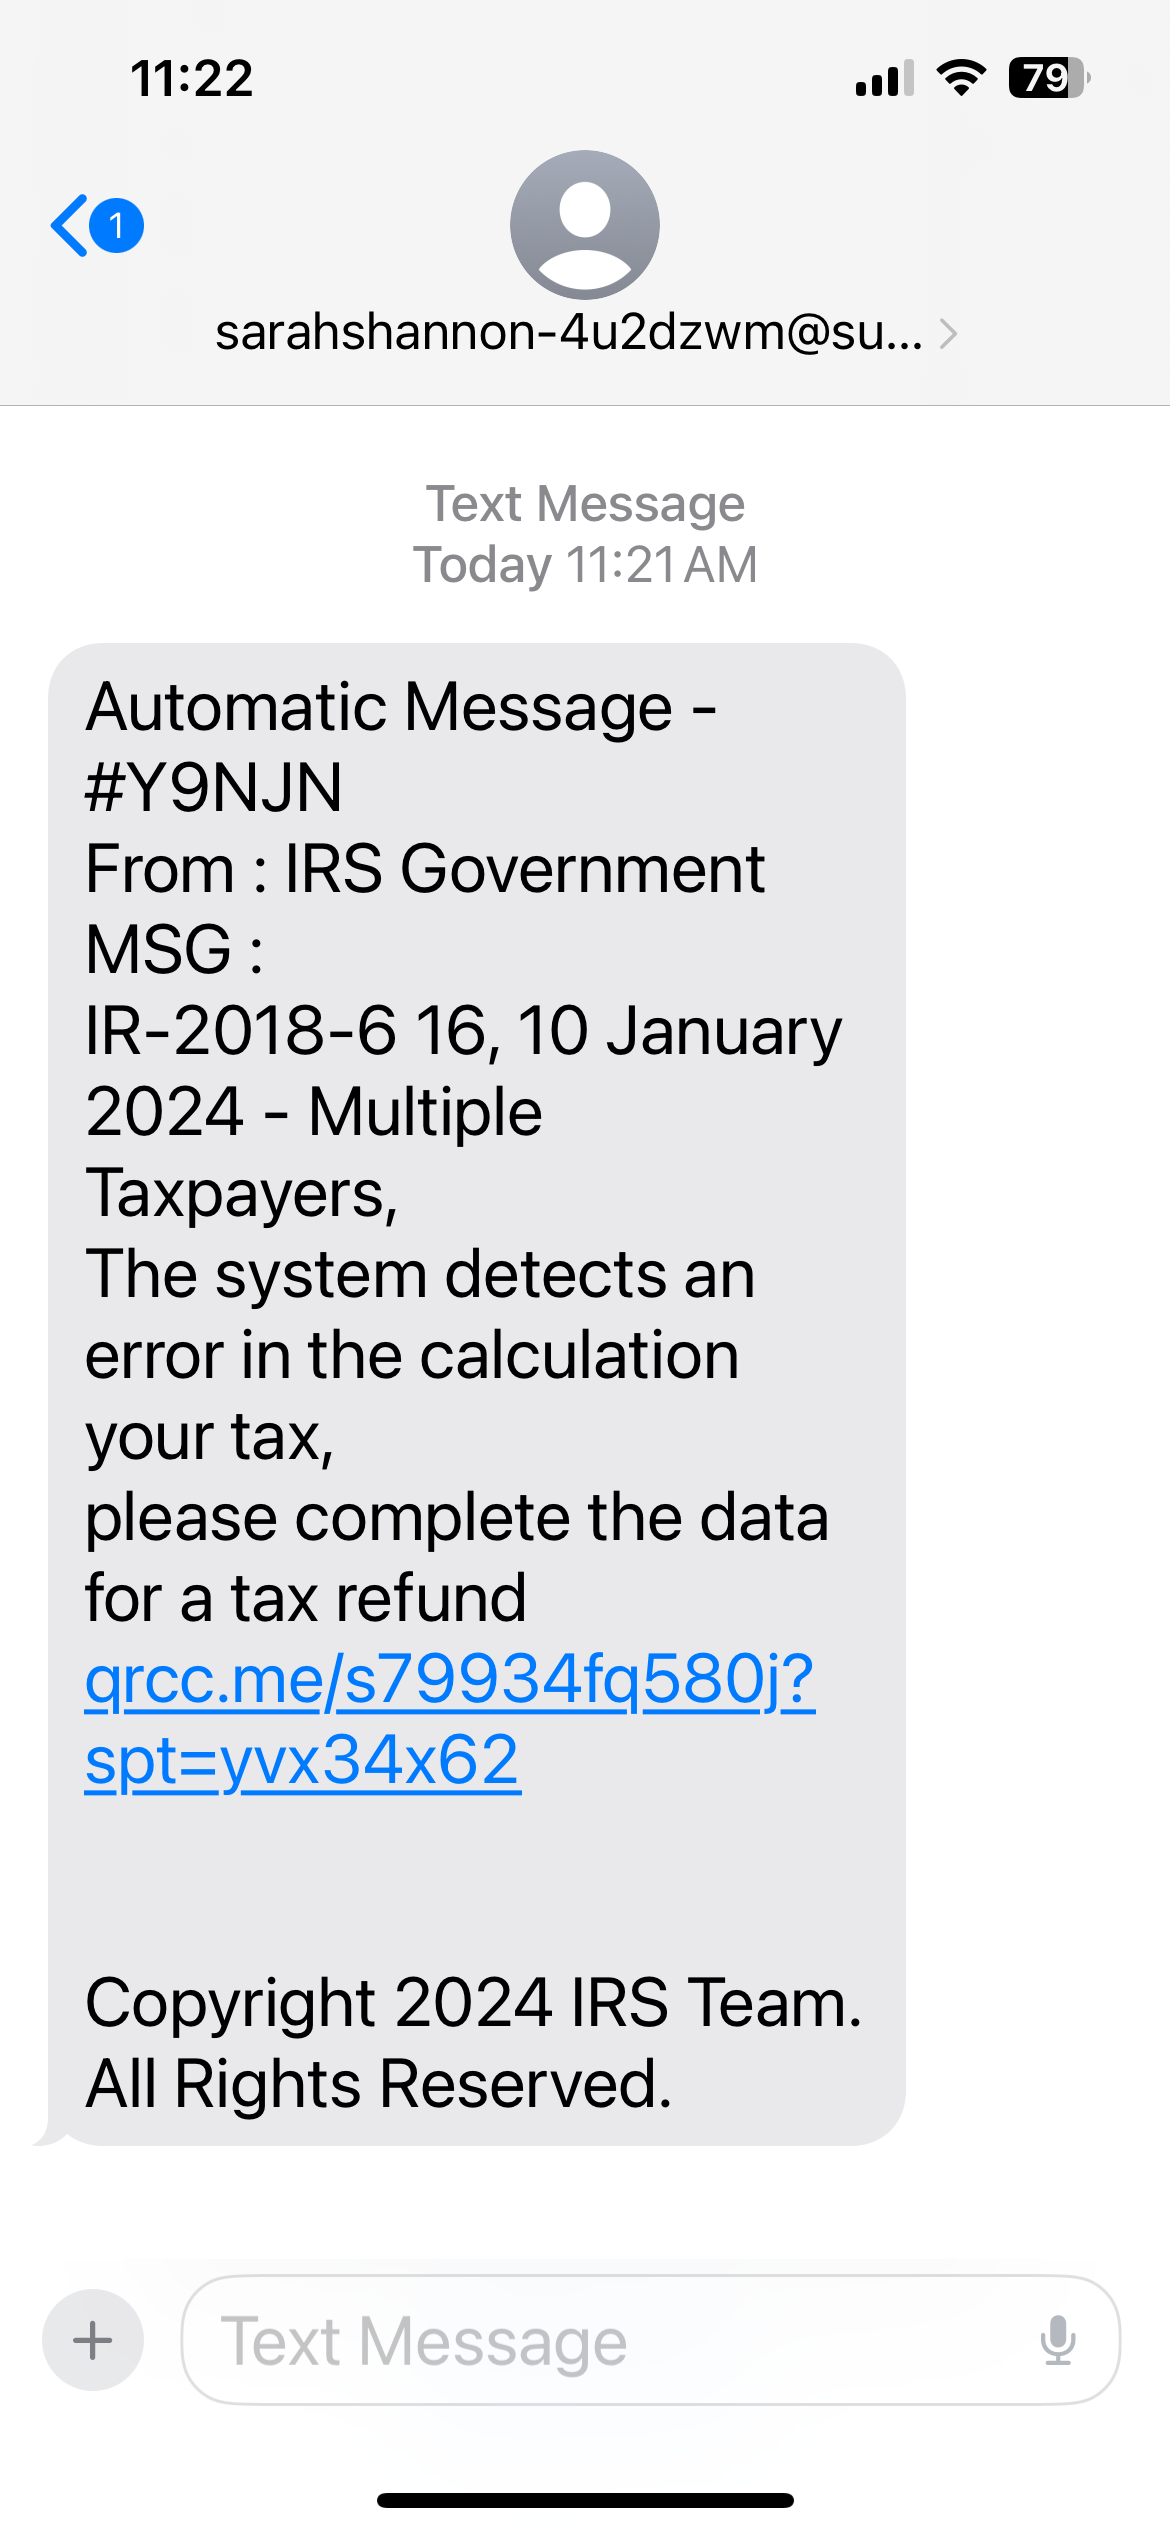 11:22
79
1
sarahshannon-4u2dzwm@su...
Text Message
Today 11:21 AM
Automatic Message -
#Y9NJN
From : IRS Government
MSG :
IR-2018-6 16, 10 January
2024 - Multiple
Taxpayers,
The system detects an
error in the calculation
your tax,
please complete the data
for a tax refund
qrcc.me/s79934fq580j?
spt=yvx34x62
Copyright 2024 IRS Team.
All Rights Reserved.
Text Message